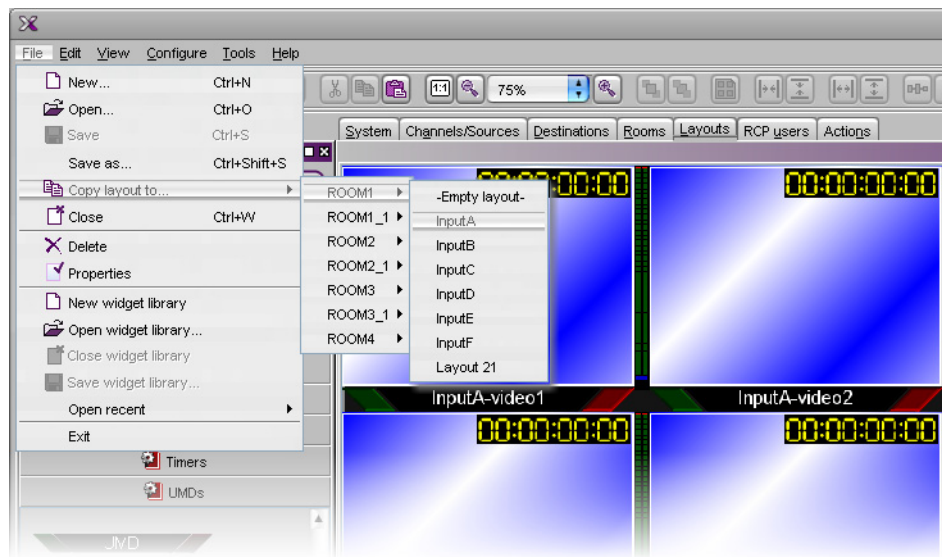 File Edit View Configure Tools Help
New... Ctrl+N
Open... Ctrl+O
Save Ctrl+S
Save as... Ctrl+Shift+S
Copy layout to...
Close Ctrl+W
Delete
Properties
New widget library
Open widget library...
Close widget library
Save widget library...
Open recent
Exit
ROOM1
ROOM1_1
ROOM2
ROOM2_1
ROOM3
ROOM3_1
ROOM4
-Empty layout-
InputA
InputB
InputC
InputD
InputE
InputF
Layout 21
1:1 75%
System Channels/Sources Destinations Rooms Layouts RCP users Actions
00:00 00:00:00:00
InputA-video1 InputA-video2
00:00:00:00 00:00:00:00
Timers
UMDs